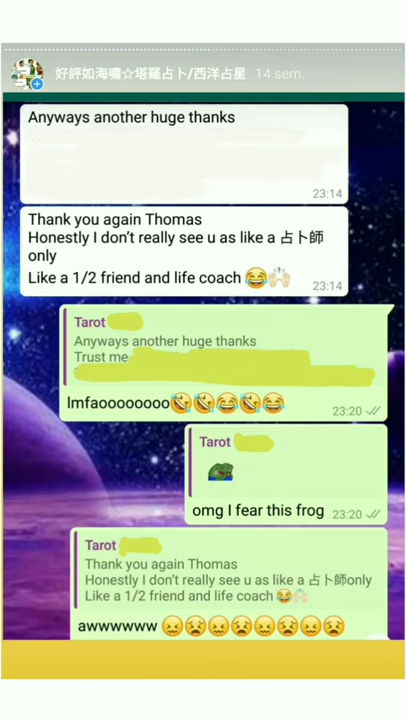 好評如海嘯☆塔羅占卜/西洋占星 14 sem.
Anyways another huge thanks
23:14
Thank you again Thomas
Honestly I don't really see u as like a 占卜師
only
Like a 1/2 friend and life coach 😂🙌🏻
23:14
Tarot
Anyways another huge thanks
Trust me
lmfaoooooooo🤣🤣😂🤣😂
23:20
Tarot
omg I fear this frog 23:20
Tarot
Thank you again Thomas
Honestly I don't really see u as like a 占卜師only
Like a 1/2 friend and life coach 😂🙌🏻
awwwwww 😖😫😖😫😖😫😖😫